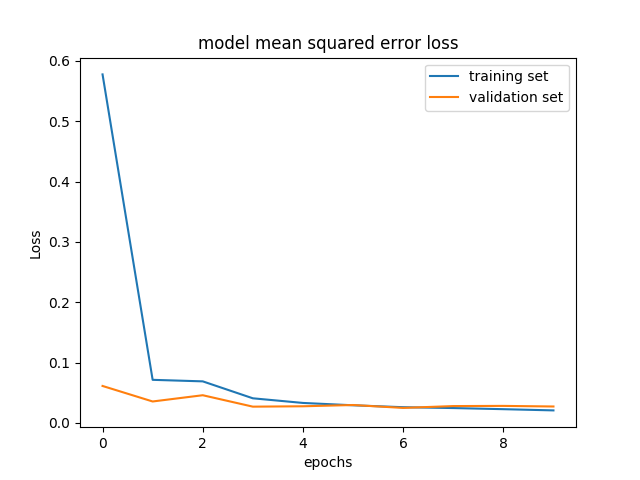 model mean squared error loss
training set
validation set
0.6
0.5
0.4
0.3
0.2
0.1
0.0
Loss
0 2 4 6 8
epochs